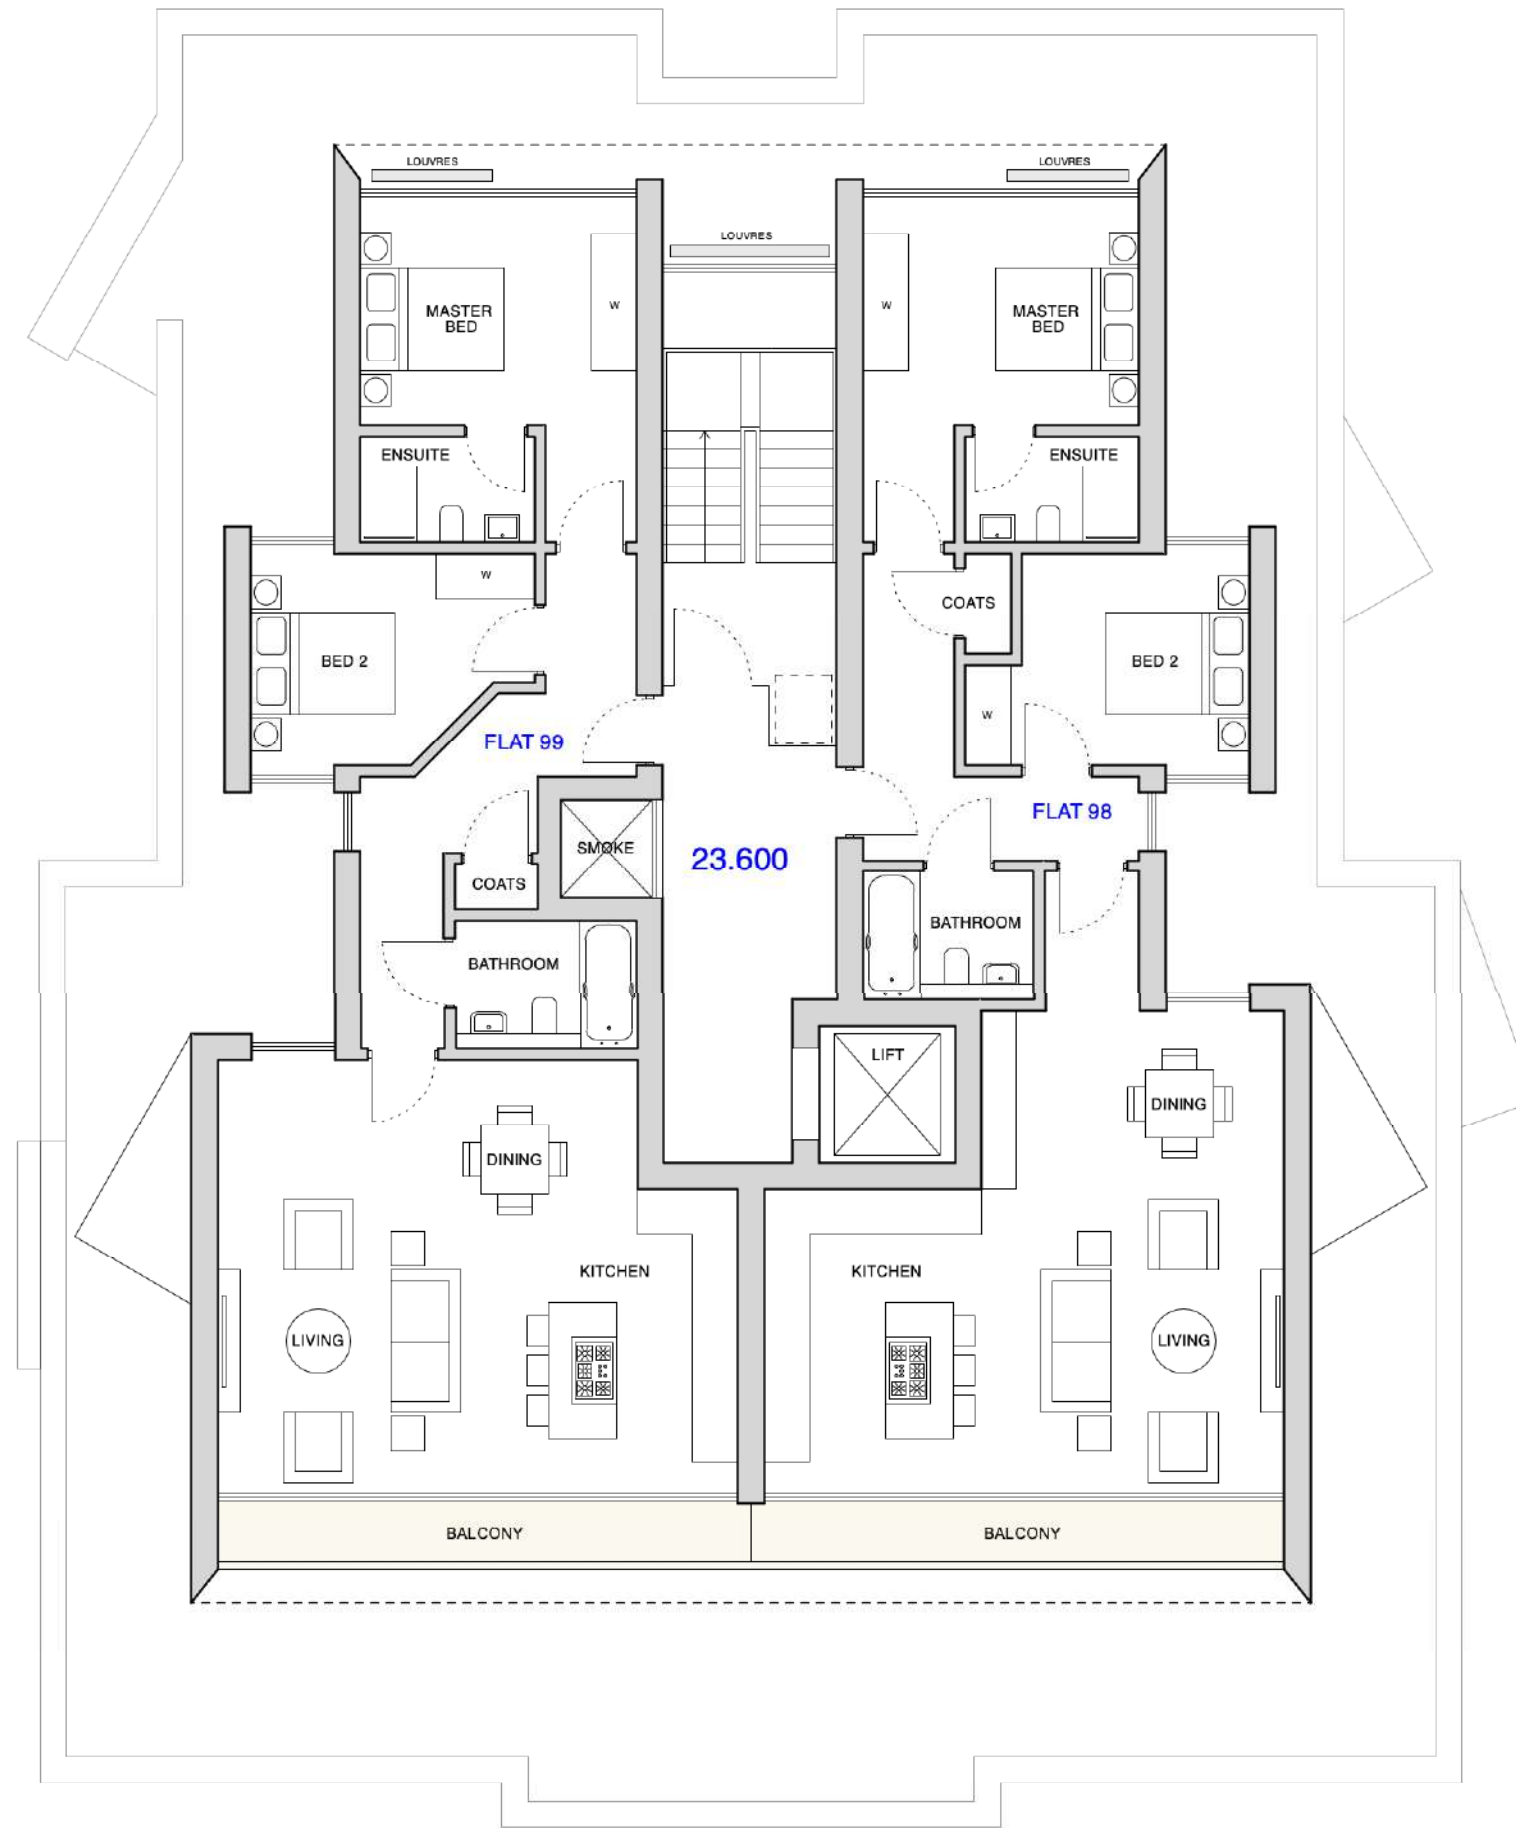 LOUVRES
LOUVRES
LOUVRES
MASTER
BED
W
W
MASTER
BED
ENSUITE
ENSUITE
W
COATS
BED 2
BED 2
W
FLAT 99
FLAT 98
SMOKE
23.600
COATS
BATHROOM
BATHROOM
LIFT
DINING
DINING
KITCHEN
KITCHEN
LIVING
LIVING
BALCONY
BALCONY